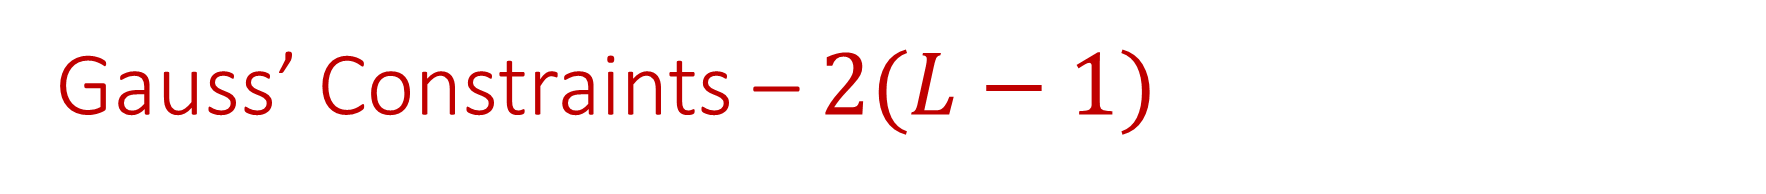 Gauss’ Constraints – 2(𝐿 − 1)